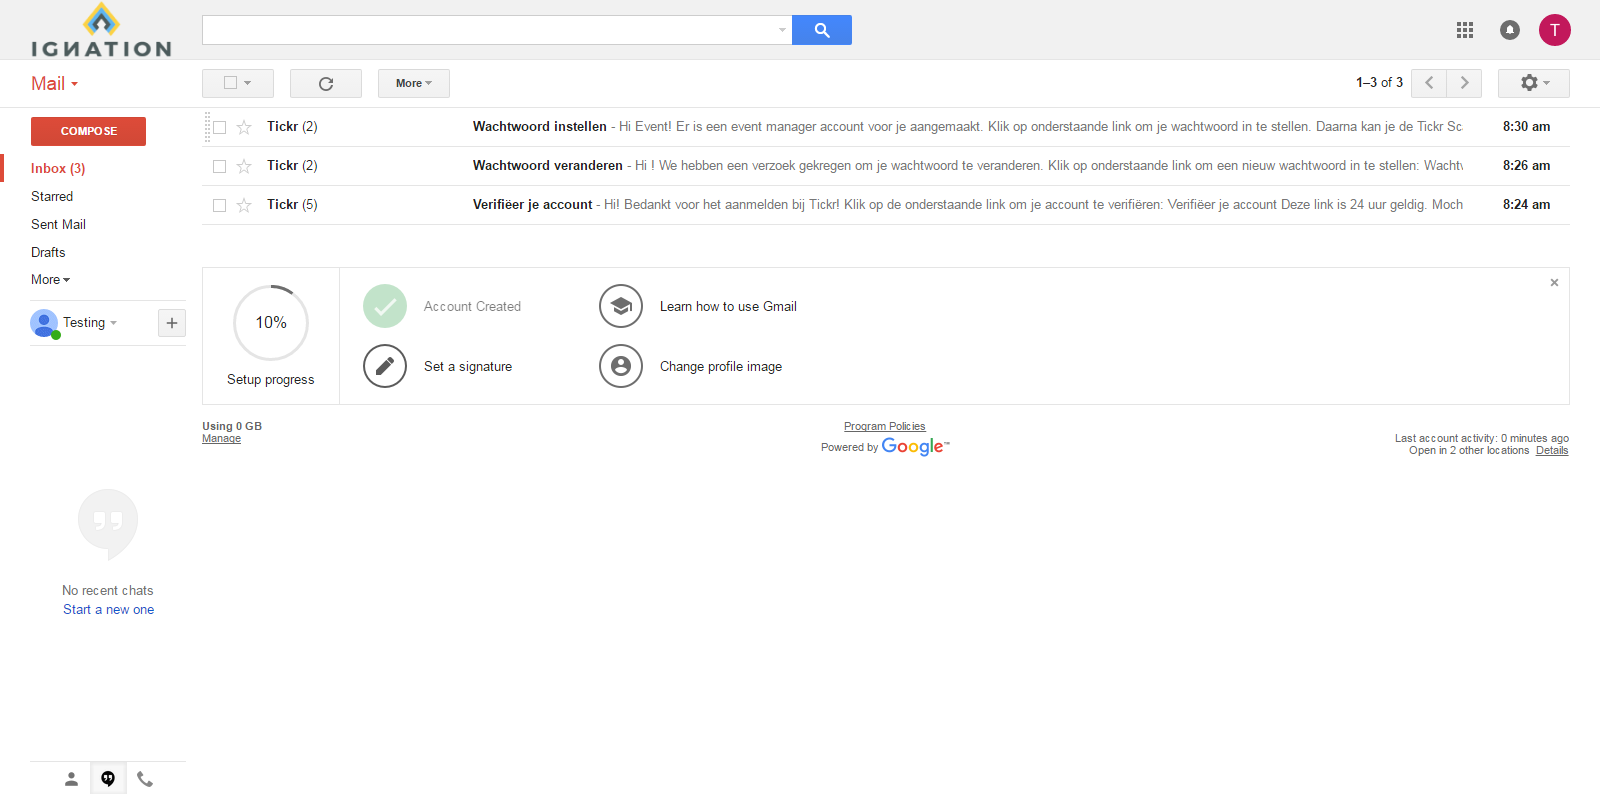 IGNATION
T
Mail
More
1–3 of 3
COMPOSE
Inbox (3)
Starred
Sent Mail
Drafts
More
Testing
Tickr (2) Wachtwoord instellen - Hi Event! Er is een event manager account voor je aangemaakt. Klik op onderstaande link om je wachtwoord in te stellen. Daarna kan je de Tickr Sc 8:30 am
Tickr (2) Wachtwoord veranderen - Hi ! We hebben een verzoek gekregen om je wachtwoord te veranderen. Klik op onderstaande link om een nieuw wachtwoord in te stellen: Wachtv 8:26 am
Tickr (5) Verifiëer je account - Hi! Bedankt voor het aanmelden bij Tickr! Klik op de onderstaande link om je account te verifiëren: Verifiëer je account Deze link is 24 uur geldig. Moch 8:24 am
10%
Setup progress
Account Created
Learn how to use Gmail
Set a signature
Change profile image
Using 0 GB
Manage
Program Policies
Powered by Google™
Last account activity: 0 minutes ago
Open in 2 other locations Details
No recent chats
Start a new one